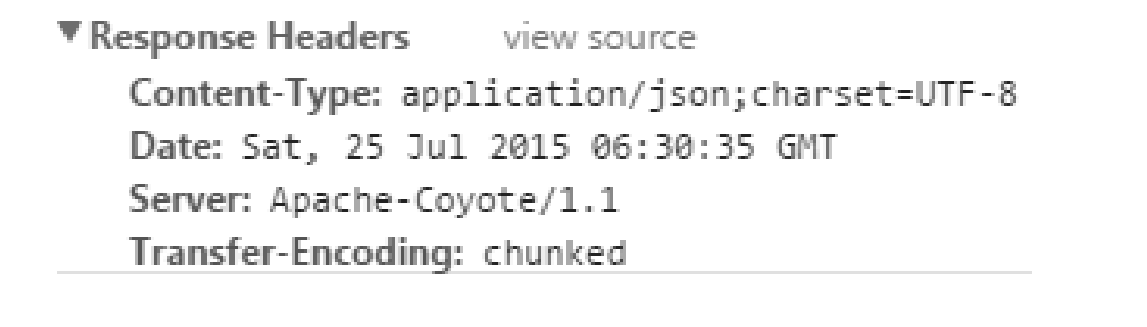 Response Headers view source
Content-Type: application/json;charset=UTF-8
Date: Sat, 25 Jul 2015 06:30:35 GMT
Server: Apache-Coyote/1.1
Transfer-Encoding: chunked